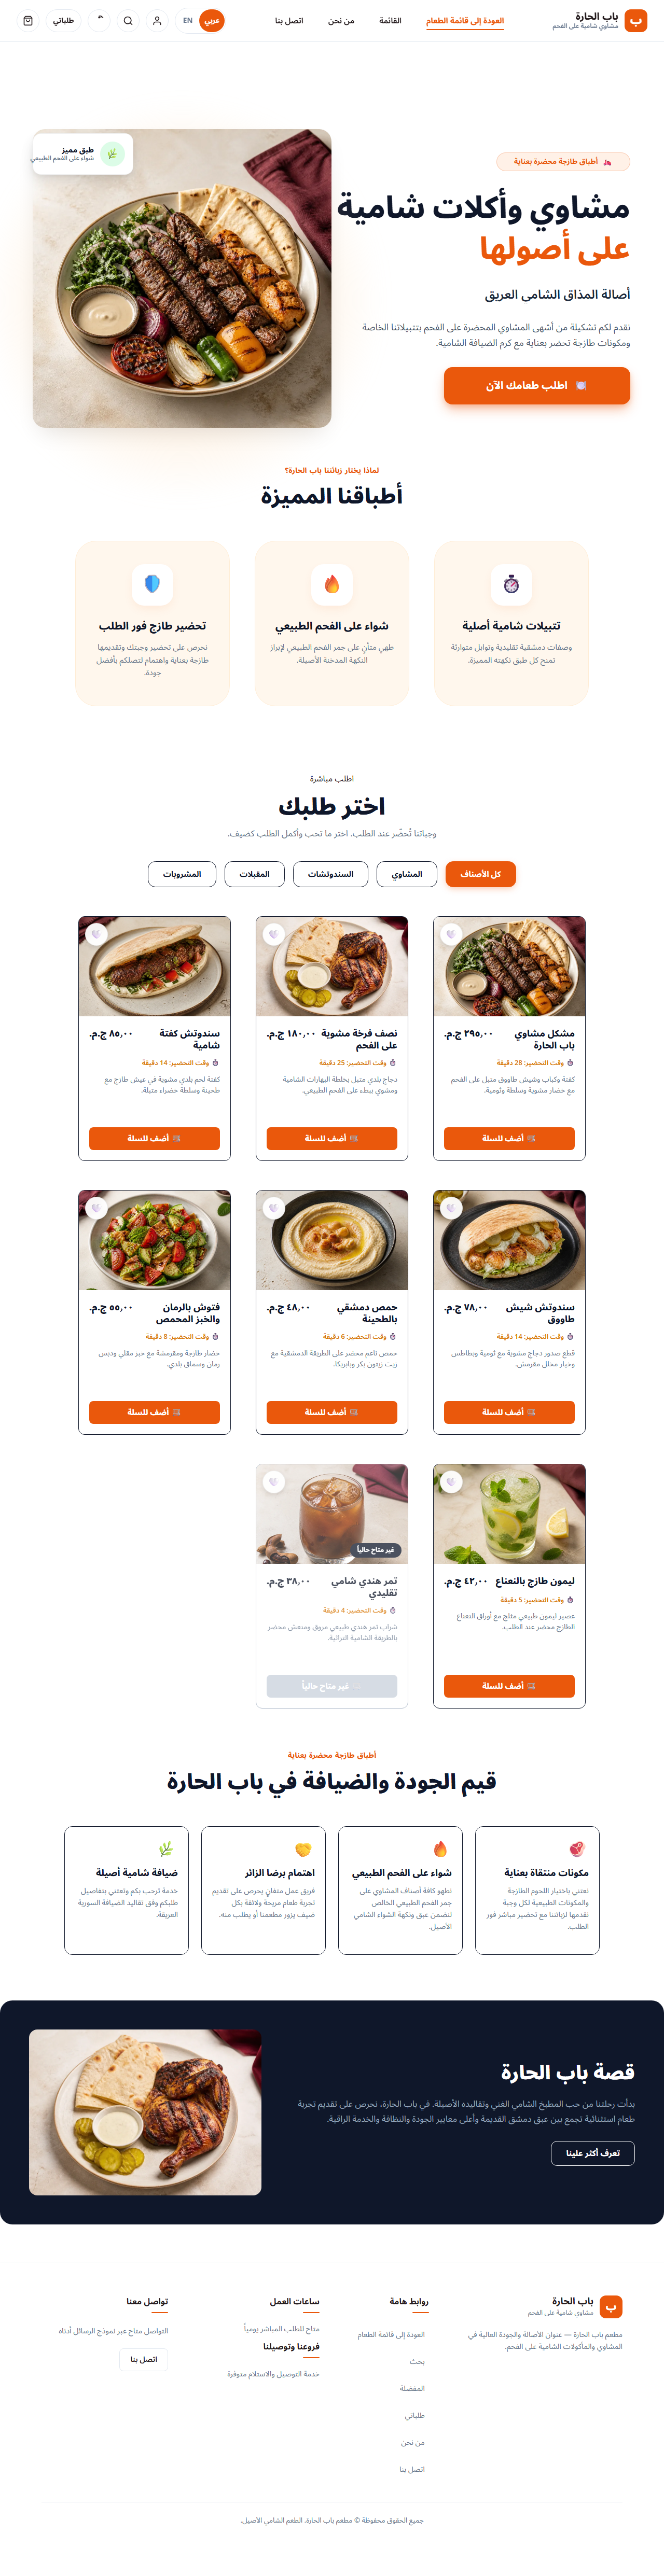 باب الحارة
مشاوي شامية على الفحم
العودة إلى قائمة الطعام
القائمة
من نحن
اتصل بنا
عربي
EN
طلباتي
أطباق طازجة محضرة بعناية
مشاوي وأكلات شامية
على أصولها
أصالة المذاق الشامي العريق
نقدم لكم تشكيلة من أشهى المشاوي المحضرة على الفحم بتتبيلاتنا الخاصة
ومكونات طازجة تحضر بعناية مع كرم الضيافة الشامية.
اطلب طعامك الآن
طبق مميز
شواء على الفحم الطبيعي
لماذا يختار زبائننا باب الحارة؟
أطباقنا المميزة
تتبيلات شامية أصلية
وصفات دمشقية تقليدية وتوابل متوارثة
تمنح كل طبق نكهته المميزة.
شواء على الفحم الطبيعي
طهي متأنٍ على جمر الفحم الطبيعي لإبراز
النكهة المدخنة الأصيلة.
تحضير طازج فور الطلب
نحرص على تحضير وجبتك وتقديمها
طازجة بعناية واهتمام لتصلكم بأفضل
جودة.
اطلب مباشرة
اختر طلبك
وجباتنا تُحضّر عند الطلب. اختر ما تحب وأكمل الطلب كضيف.
كل الأصناف
المشاوي
السندوتشات
المقبلات
المشروبات
مشكل مشاوي
باب الحارة
٢٩٥٫٠٠ ج.م.
وقت التحضير: 28 دقيقة
كفتة وكباب وشيش طاووق متبل على الفحم
مع خضار مشوية وسلطة وثومية.
أضف للسلة
نصف فرخة مشوية
على الفحم
١٨٠٫٠٠ ج.م.
وقت التحضير: 25 دقيقة
دجاج بلدي متبل بخلطة البهارات الشامية
ومشوي ببطء على الفحم الطبيعي.
أضف للسلة
سندوتش كفتة
شامية
٨٥٫٠٠ ج.م.
وقت التحضير: 14 دقيقة
كفتة لحم بلدي مشوية في عيش طازج مع
طحينة وسلطة خضراء متبلة.
أضف للسلة
سندوتش شيش
طاووق
٧٨٫٠٠ ج.م.
وقت التحضير: 14 دقيقة
قطع صدور دجاج مشوية مع ثومية وبطاطس
وخيار مخلل مقرمش.
أضف للسلة
حمص دمشقي
بالطحينة
٤٨٫٠٠ ج.م.
وقت التحضير: 6 دقيقة
حمص ناعم محضر على الطريقة الدمشقية مع
زيت زيتون بكر وبابريكا.
أضف للسلة
فتوش بالرمان
والخبز المحمص
٥٥٫٠٠ ج.م.
وقت التحضير: 8 دقيقة
خضار طازجة ومقرمشة مع خبز مقلي ودبس
رمان وسماق بلدي.
أضف للسلة
ليمون طازج بالنعناع
٤٢٫٠٠ ج.م.
وقت التحضير: 5 دقيقة
عصير ليمون طبيعي مثلج مع أوراق النعناع
الطازج محضر عند الطلب.
أضف للسلة
غير متاح حالياً
تمر هندي شامي
تقليدي
٣٨٫٠٠ ج.م.
وقت التحضير: 4 دقيقة
شراب تمر هندي طبيعي مروق ومنعش محضر
بالطريقة الشامية التراثية.
غير متاح حالياً
أطباق طازجة محضرة بعناية
قيم الجودة والضيافة في باب الحارة
مكونات منتقاة بعناية
نعتني باختيار اللحوم الطازجة
والمكونات الطبيعية لكل وجبة
نقدمها لزبائننا مع تحضير مباشر فور
الطلب.
شواء على الفحم الطبيعي
نطهو كافة أصناف المشاوي على
جمر الفحم الطبيعي الخالص
لنضمن عبق ونكهة الشواء الشامي
الأصيل.
اهتمام برضا الزائر
فريق عمل متفانٍ يحرص على تقديم
تجربة طعام مريحة ولائقة بكل
ضيف يزور مطعمنا أو يطلب منه.
ضيافة شامية أصيلة
خدمة ترحب بكم وتعتني بتفاصيل
طلبكم وفق تقاليد الضيافة السورية
العريقة.
قصة باب الحارة
بدأت رحلتنا من حب المطبخ الشامي الغني وتقاليده الأصيلة. في باب الحارة، نحرص على تقديم تجربة
طعام استثنائية تجمع بين عبق دمشق القديمة وأعلى معايير الجودة والنظافة والخدمة الراقية.
تعرف أكثر علينا
باب الحارة
مشاوي شامية على الفحم
مطعم باب الحارة — عنوان الأصالة والجودة العالية في
المشاوي والمأكولات الشامية على الفحم.
روابط هامة
العودة إلى قائمة الطعام
بحث
المفضلة
طلباتي
من نحن
اتصل بنا
ساعات العمل
متاح للطلب المباشر يومياً
فروعنا وتوصيلنا
خدمة التوصيل والاستلام متوفرة
تواصل معنا
التواصل متاح عبر نموذج الرسائل أدناه
اتصل بنا
جميع الحقوق محفوظة © مطعم باب الحارة. الطعم الشامي الأصيل.